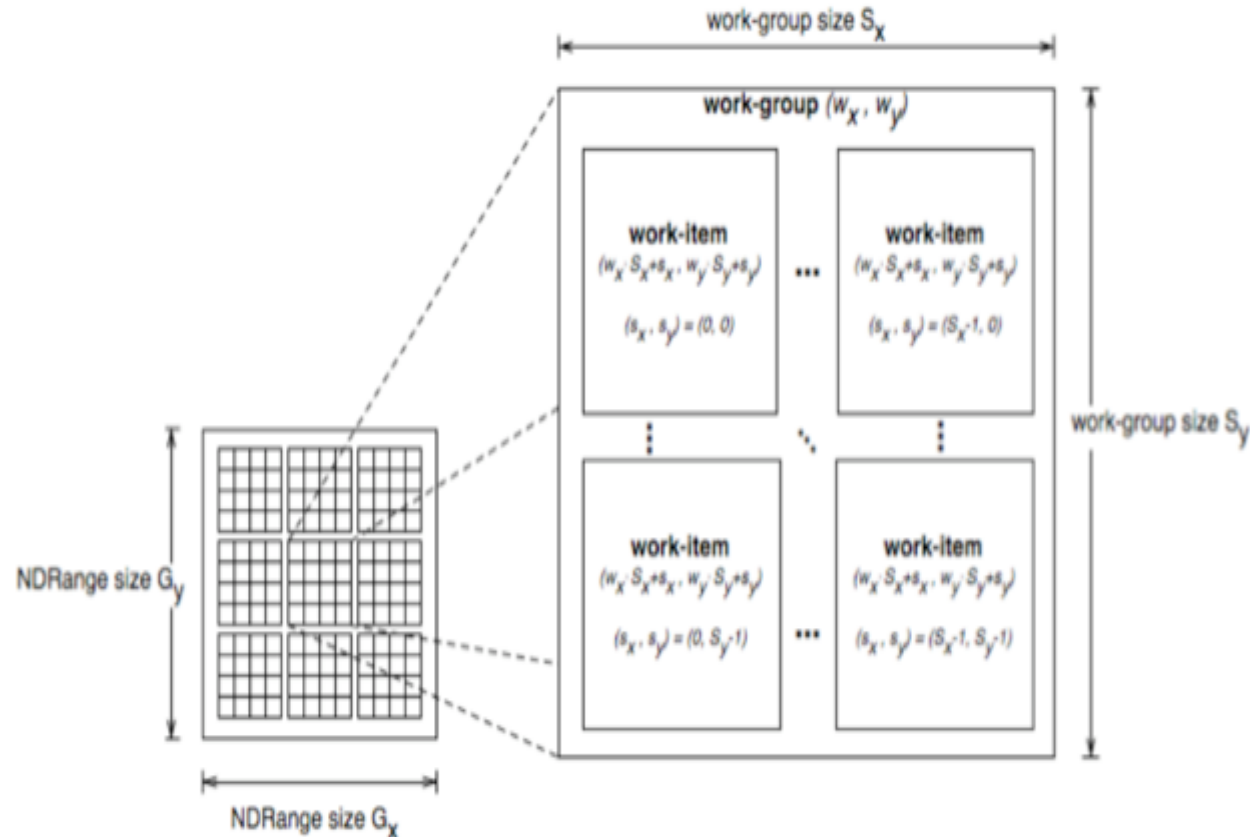 work-group size Sx
work-group (wx , wy)
work-item
(wx· Sx+sx , wy· Sy+sy)
(sx , sy) = (0, 0)
...
work-item
(wx· Sx+sx , wy· Sy+sy)
(sx , sy) = (Sx-1, 0)
work-group size Sy
work-item
(wx· Sx+sx , wy· Sy+sy)
(sx , sy) = (0, Sy-1)
...
work-item
(wx· Sx+sx , wy· Sy+sy)
(sx , sy) = (Sx-1, Sy-1)
NDRange size Gy
NDRange size Gx